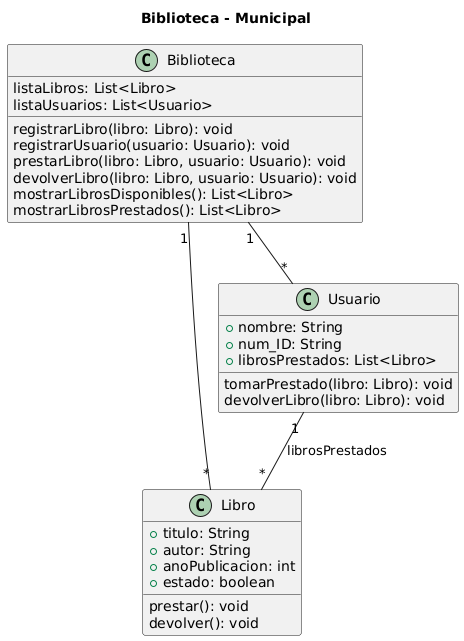 Biblioteca - Municipal
C Biblioteca
listaLibros: List<Libro>
listaUsuarios: List<Usuario>
registrarLibro(libro: Libro): void
registrarUsuario(usuario: Usuario): void
prestarLibro(libro: Libro, usuario: Usuario): void
devolverLibro(libro: Libro, usuario: Usuario): void
mostrarLibrosDisponibles(): List<Libro>
mostrarLibrosPrestados(): List<Libro>
1
1
*
C Usuario
nombre: String
num_ID: String
librosPrestados: List<Libro>
tomarPrestado(libro: Libro): void
devolverLibro(libro: Libro): void
1
librosPrestados
*
*
C Libro
titulo: String
autor: String
anoPublicacion: int
estado: boolean
prestar(): void
devolver(): void